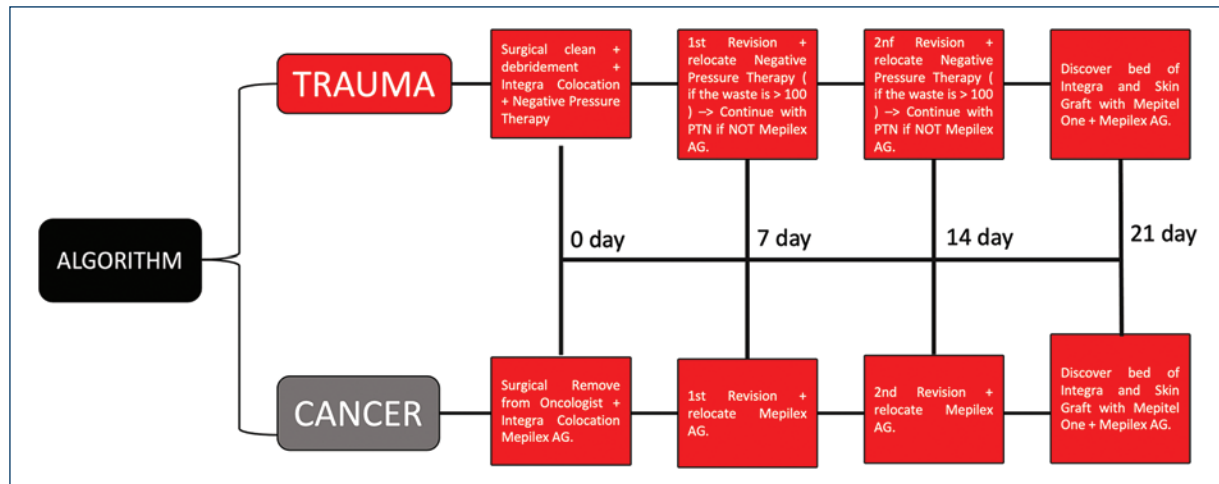 ALGORITHM
TRAUMA
Surgical clean +
debridement +
Integra Colocation
+ Negative Pressure
Therapy
1st Revision +
relocate Negative
Pressure Therapy (
if the waste is > 100
) –> Continue with
PTN if NOT Mepilex
AG.
2nf Revision +
relocate Negative
Pressure Therapy (
if the waste is > 100
) –> Continue with
PTN if NOT Mepilex
AG.
Discover bed of
Integra and Skin
Graft with Mepitel
One + Mepilex AG.
0 day
7 day
14 day
21 day
CANCER
Surgical Remove
from Oncologist +
Integra Colocation
Mepilex AG.
1st Revision +
relocate Mepilex
AG.
2nd Revision +
relocate Mepilex
AG.
Discover bed of
Integra and Skin
Graft with Mepitel
One + Mepilex AG.